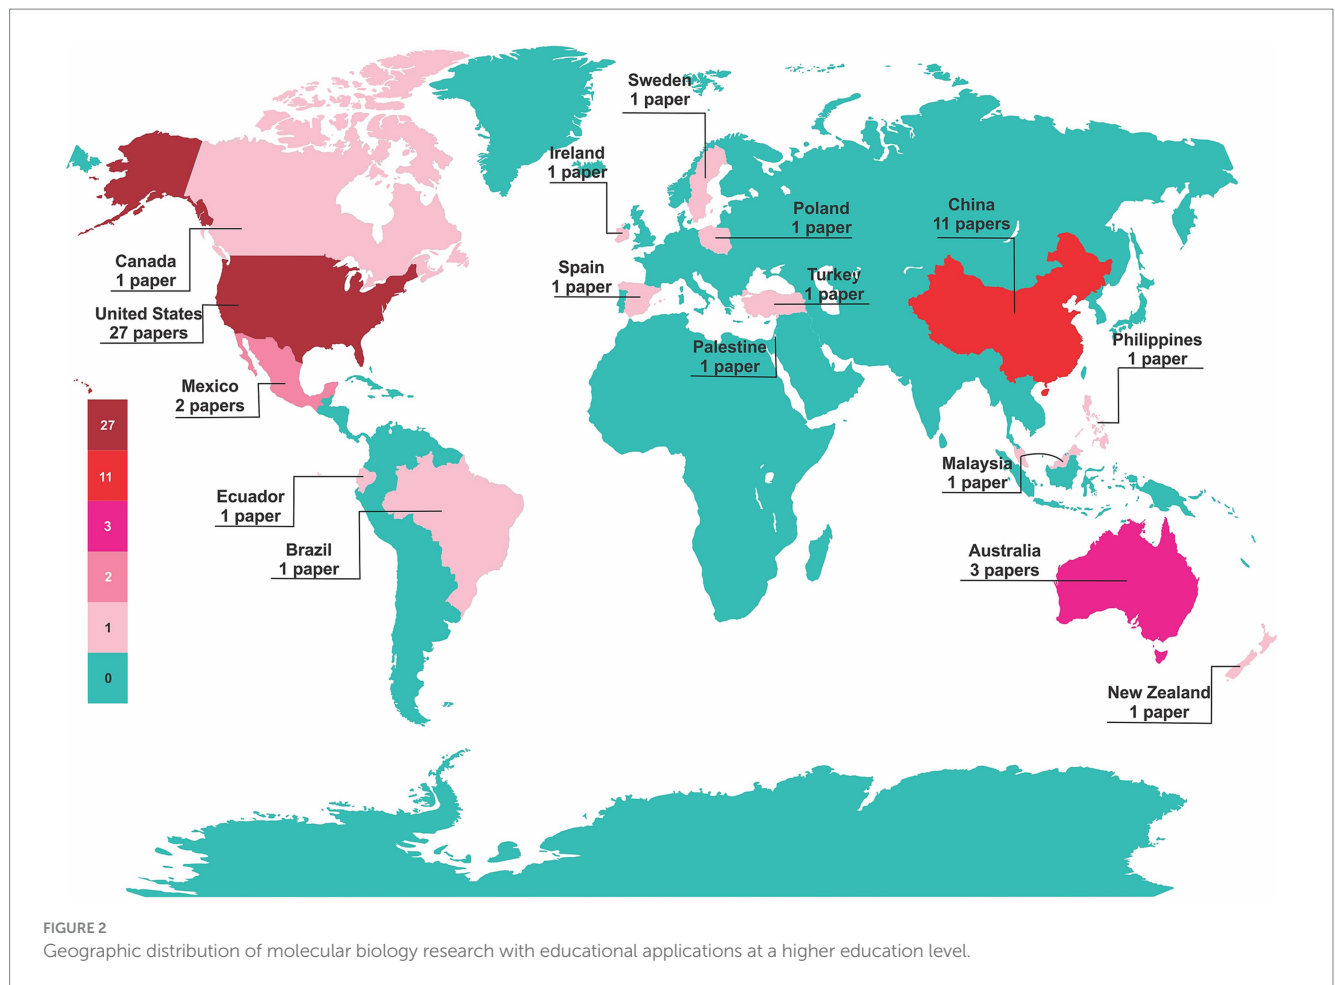 Sweden
1 paper
Ireland
1 paper
Poland
1 paper
China
11 papers
Canada
1 paper
Spain
1 paper
Turkey
1 paper
United States
27 papers
Palestine
1 paper
Philippines
1 paper
Mexico
2 papers
27
11
3
2
1
0
Malaysia
1 paper
Ecuador
1 paper
Brazil
1 paper
Australia
3 papers
New Zealand
1 paper
FIGURE 2
Geographic distribution of molecular biology research with educational applications at a higher education level.